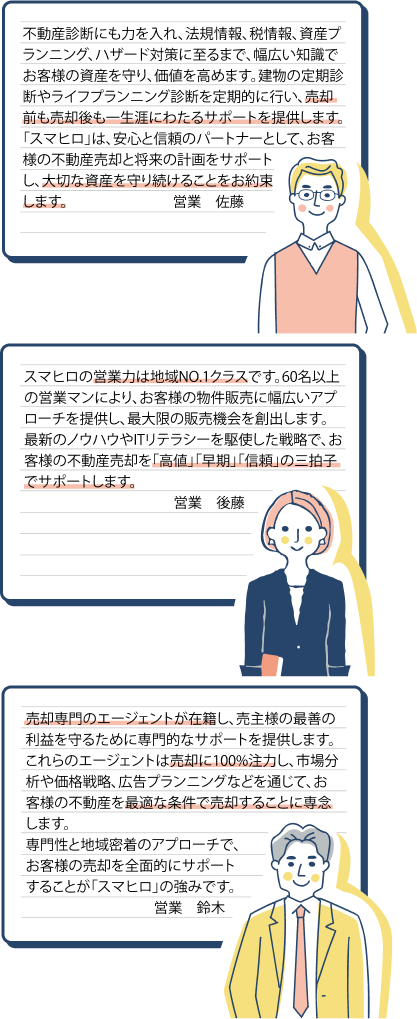 不動産診断にも力を入れ、法規情報、税情報、資産プ
ランニング、ハザード対策に至るまで、幅広い知識で
お客様の資産を守り、価値を高めます。建物の定期診
断やライフプランニング診断を定期的に行い、売却
前も売却後も一生涯にわたるサポートを提供します。
「スマヒロ」は、安心と信頼のパートナーとして、お客
様の不動産売却と将来の計画をサポート
し、大切な資産を守り続けることをお約束
します。
営業　佐藤
スマヒロの営業力は地域NO.1クラスです。60名以上
の営業マンにより、お客様の物件販売に幅広いアプ
ローチを提供し、最大限の販売機会を創出します。
最新のノウハウやITリテラシーを駆使した戦略で、お
客様の不動産売却を「高値」「早期」「信頼」の三拍子
でサポートします。
営業　後藤
売却専門のエージェントが在籍し、売主様の最善の
利益を守るために専門的なサポートを提供します。
これらのエージェントは売却に100%注力し、市場分
析や価格戦略、広告プランニングなどを通じて、お
客様の不動産を最適な条件で売却することに専念
します。
専門性と地域密着のアプローチで、
お客様の売却を全面的にサポート
することが「スマヒロ」の強みです。
営業　鈴木